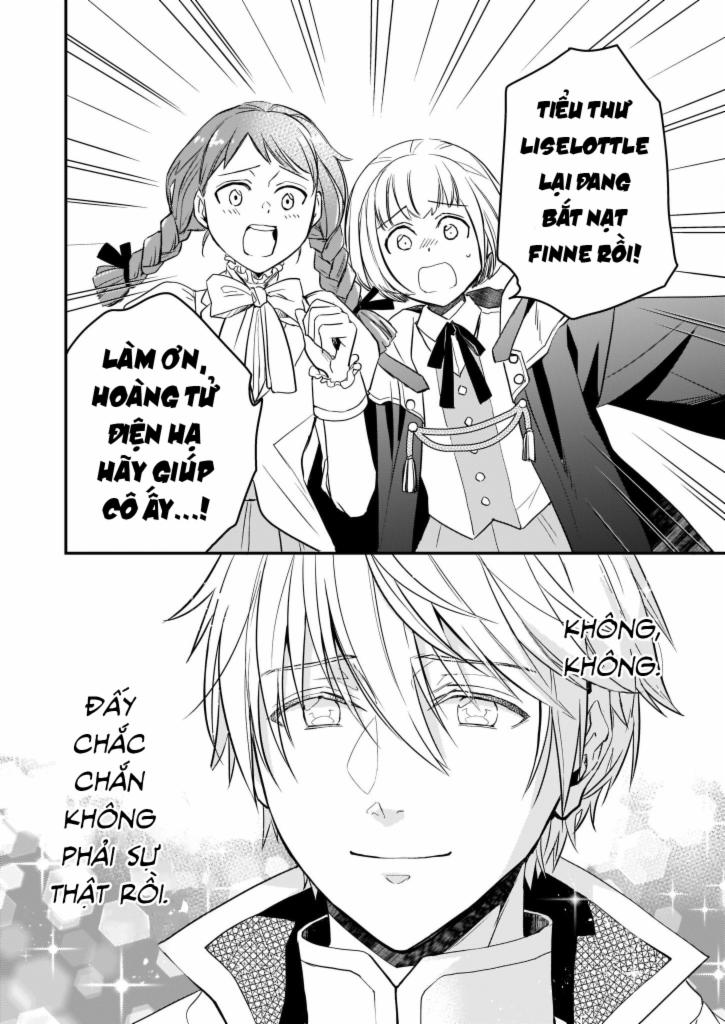 TIỂU THƯ
LISELOTTLE
LẠI ĐANG
BẮT NẠT
FINNE RỒI!
LÀM ƠN,
HOÀNG TỬ
ĐIỆN HẠ
HÃY GIÚP
CÔ ẤY...!
KHÔNG,
KHÔNG.
ĐẤY
CHẮC
CHẮN
KHÔNG
PHẢI SƯ
THẬT RỒI.